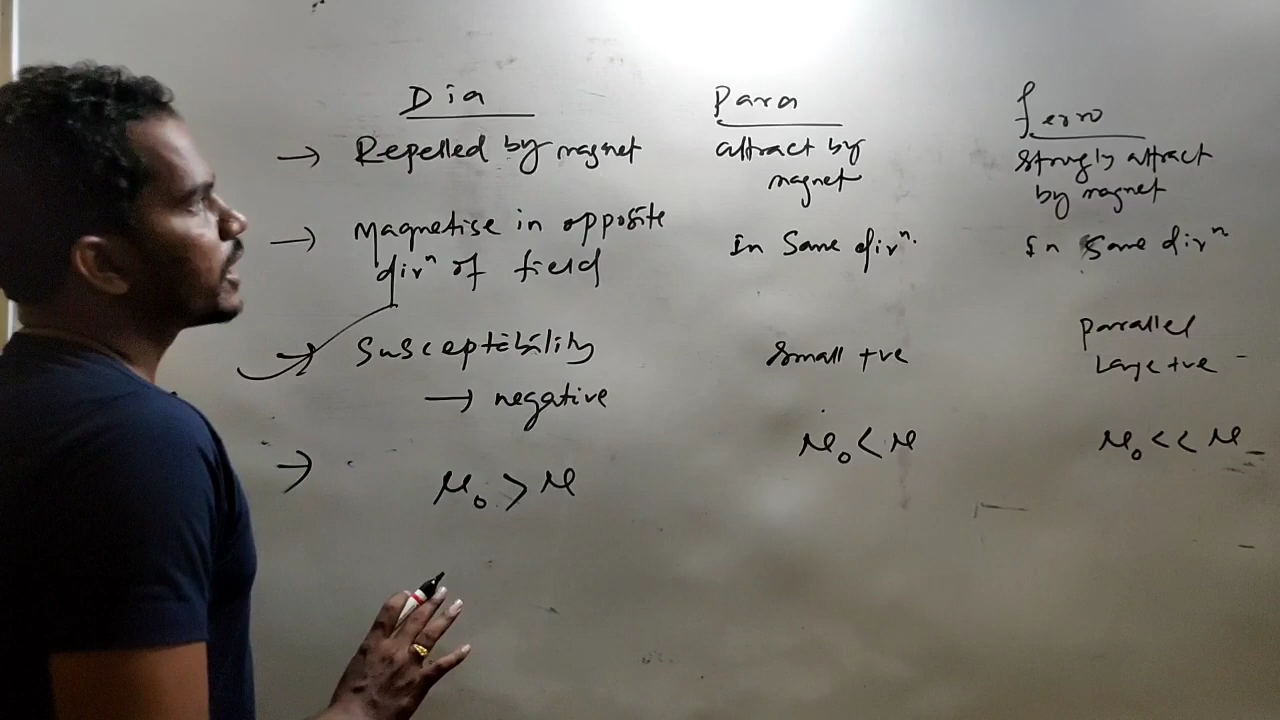 Dia
→ Repelled by magnet
→ Magnetise in opposite
dirⁿ of field
→ Susceptibility
→ negative
→ μ₀ > μ
Para
attract by
magnet
In Same dirⁿ.
Small +ve
μ₀ < μ
ferro
Strongly attract
by magnet
In Same dirⁿ
parallel
Large +ve
μ₀ << μ